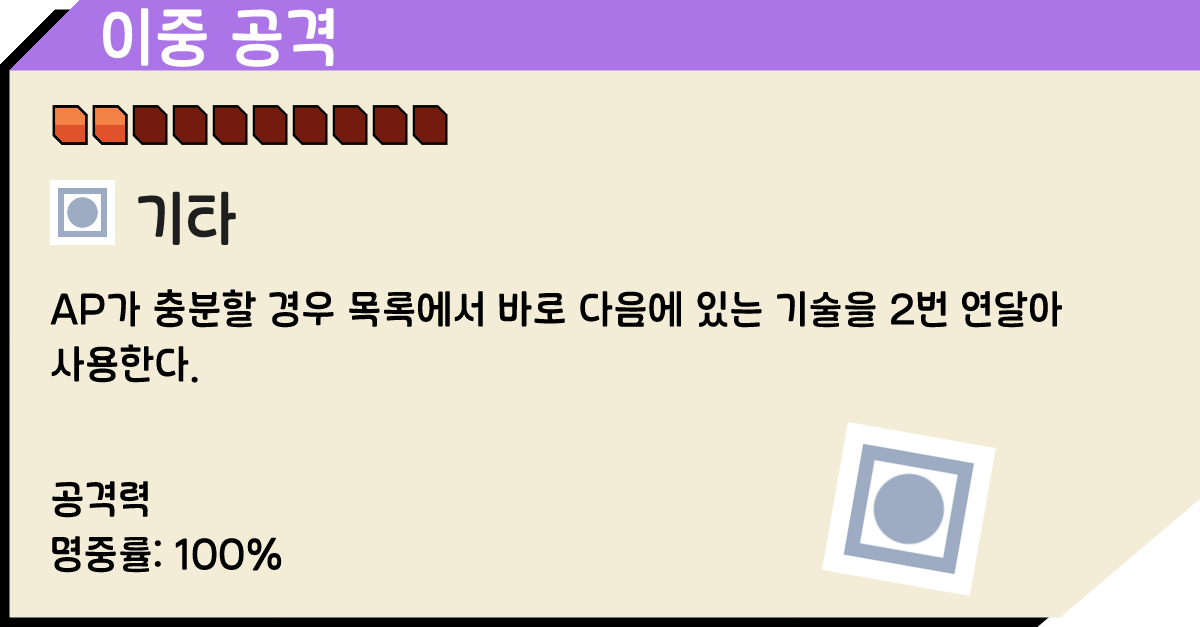 이중 공격
기타
AP가 충분할 경우 목록에서 바로 다음에 있는 기술을 2번 연달아
사용한다.
공격력
명중률: 100%